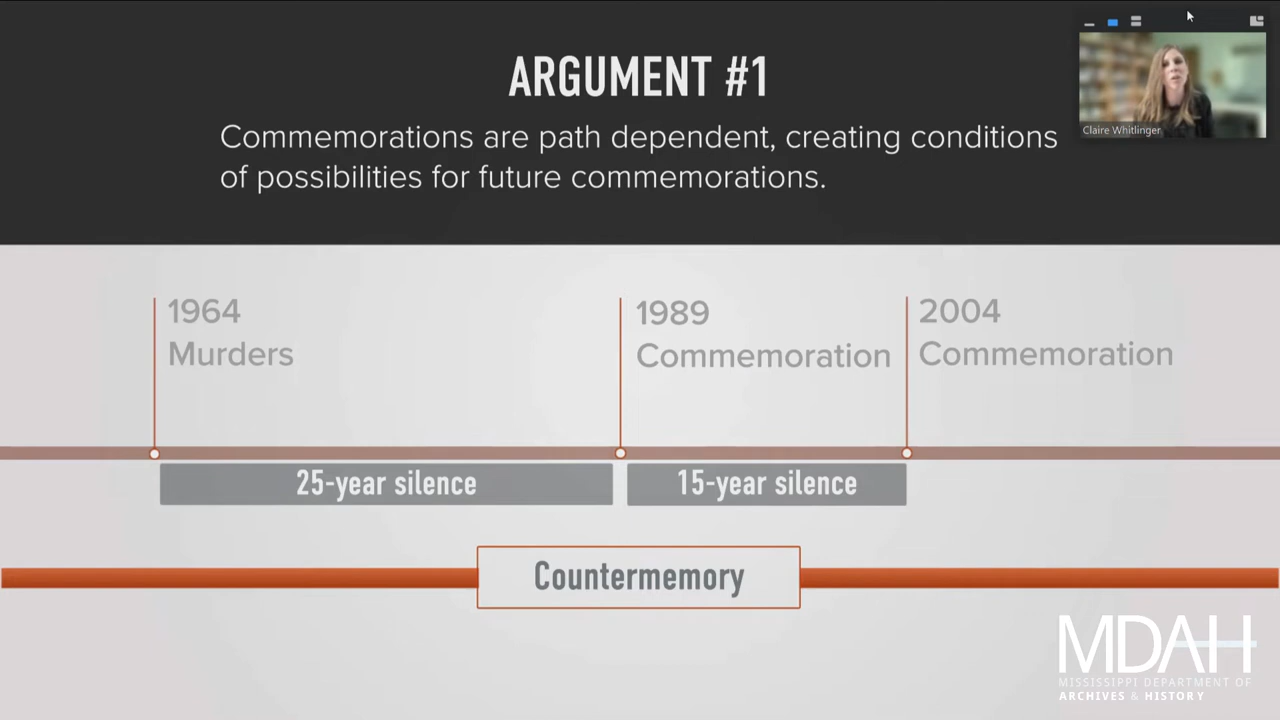 ARGUMENT #1
Commemorations are path dependent, creating conditions
of possibilities for future commemorations.
Claire Whitlinger
1964
Murders
1989
Commemoration
2004
Commemoration
25-year silence
15-year silence
Countermemory
MDAH
MISSISSIPPI DEPARTMENT OF
ARCHIVES & HISTORY